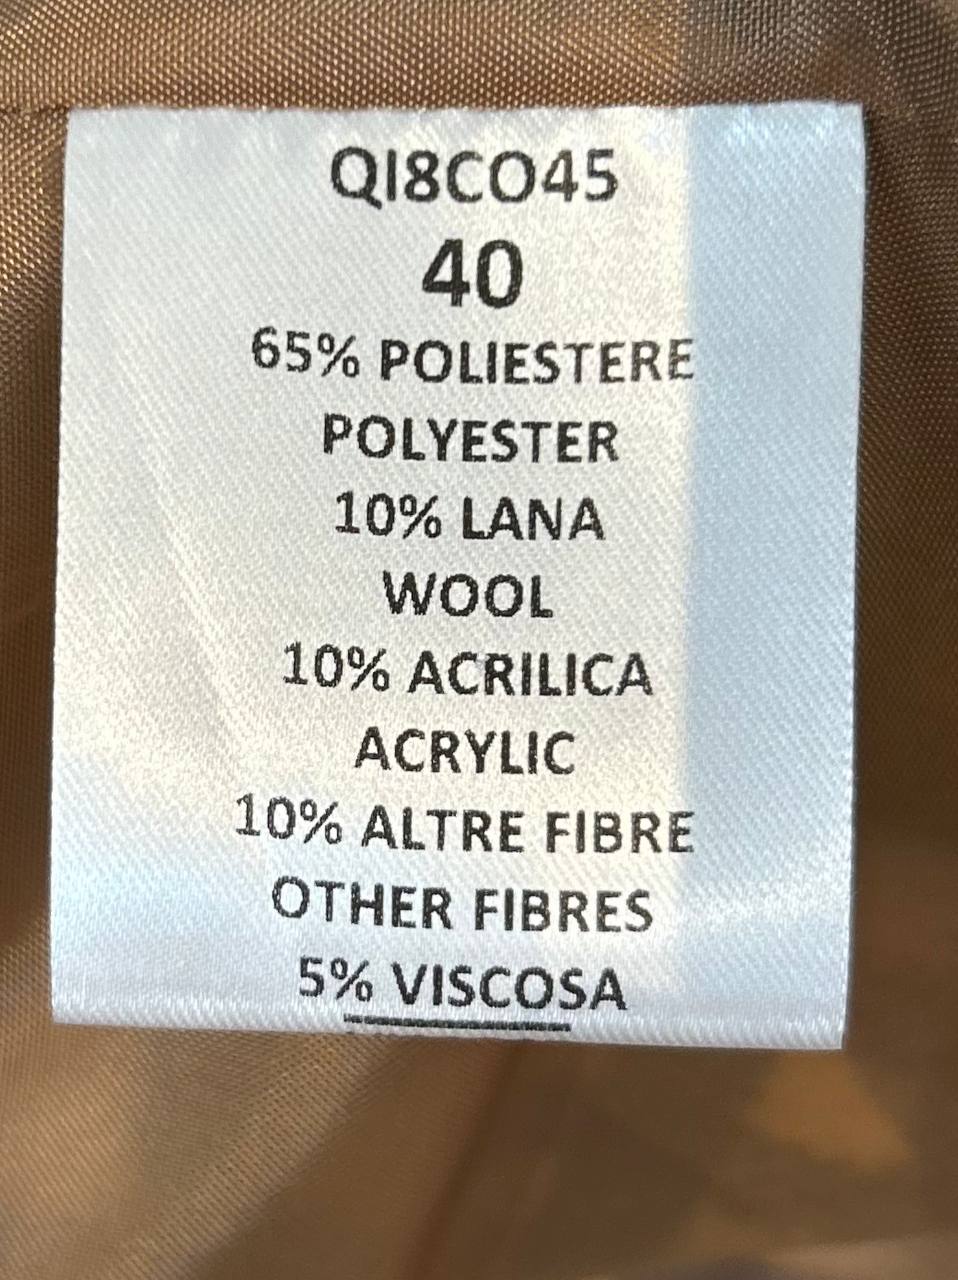 QI8CO45
40
65% POLIESTERE
POLYESTER
10% LANA
WOOL
10% ACRILICA
ACRYLIC
10% ALTRE FIBRE
OTHER FIBRES
5% VISCOSA